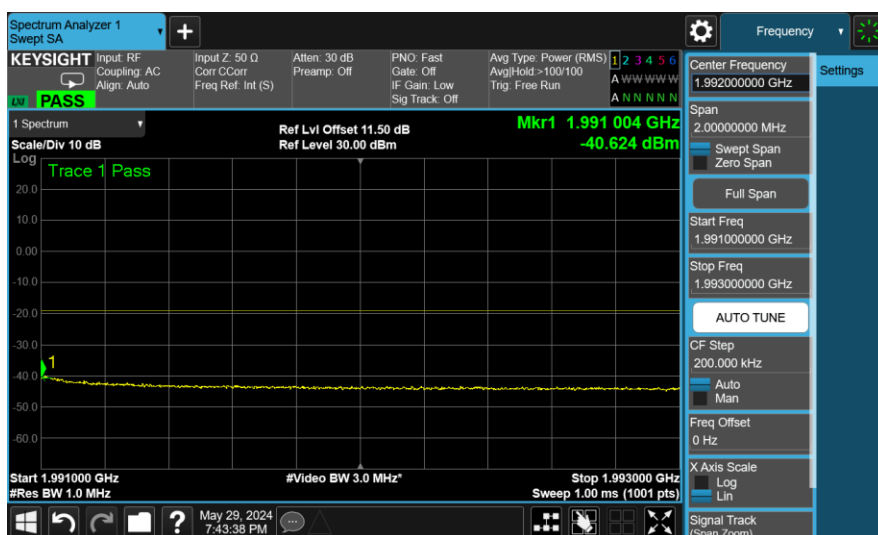 Spectrum Analyzer 1
Swept SA
Frequency
KEYSIGHT
Input: RF
Coupling: AC
Align: Auto
Input Z: 50 Ω
Corr CCorr
Freq Ref: Int (S)
Atten: 30 dB
Preamp: Off
PNO: Fast
Gate: Off
IF Gain: Low
Sig Track: Off
Avg Type: Power (RMS)
Avg|Hold:>100/100
Trig: Free Run
1 2 3 4 5 6
A W W W W W
A N N N N N
LXI PASS
1 Spectrum
Scale/Div 10 dB
Ref Lvl Offset 11.50 dB
Ref Level 30.00 dBm
Mkr1 1.991 004 GHz
-40.624 dBm
Log
Trace 1 Pass
20.0
10.0
0.00
-10.0
-20.0
-30.0
-40.0
-50.0
-60.0
1
Start 1.991000 GHz
#Res BW 1.0 MHz
#Video BW 3.0 MHz*
Stop 1.993000 GHz
Sweep 1.00 ms (1001 pts)
?
May 29, 2024
7:43:38 PM
Center Frequency
1.992000000 GHz
Settings
Span
2.00000000 MHz
Swept Span
Zero Span
Full Span
Start Freq
1.991000000 GHz
Stop Freq
1.993000000 GHz
AUTO TUNE
CF Step
200.000 kHz
Auto
Man
Freq Offset
0 Hz
X Axis Scale
Log
Lin
Signal Track
(Span Zoom)